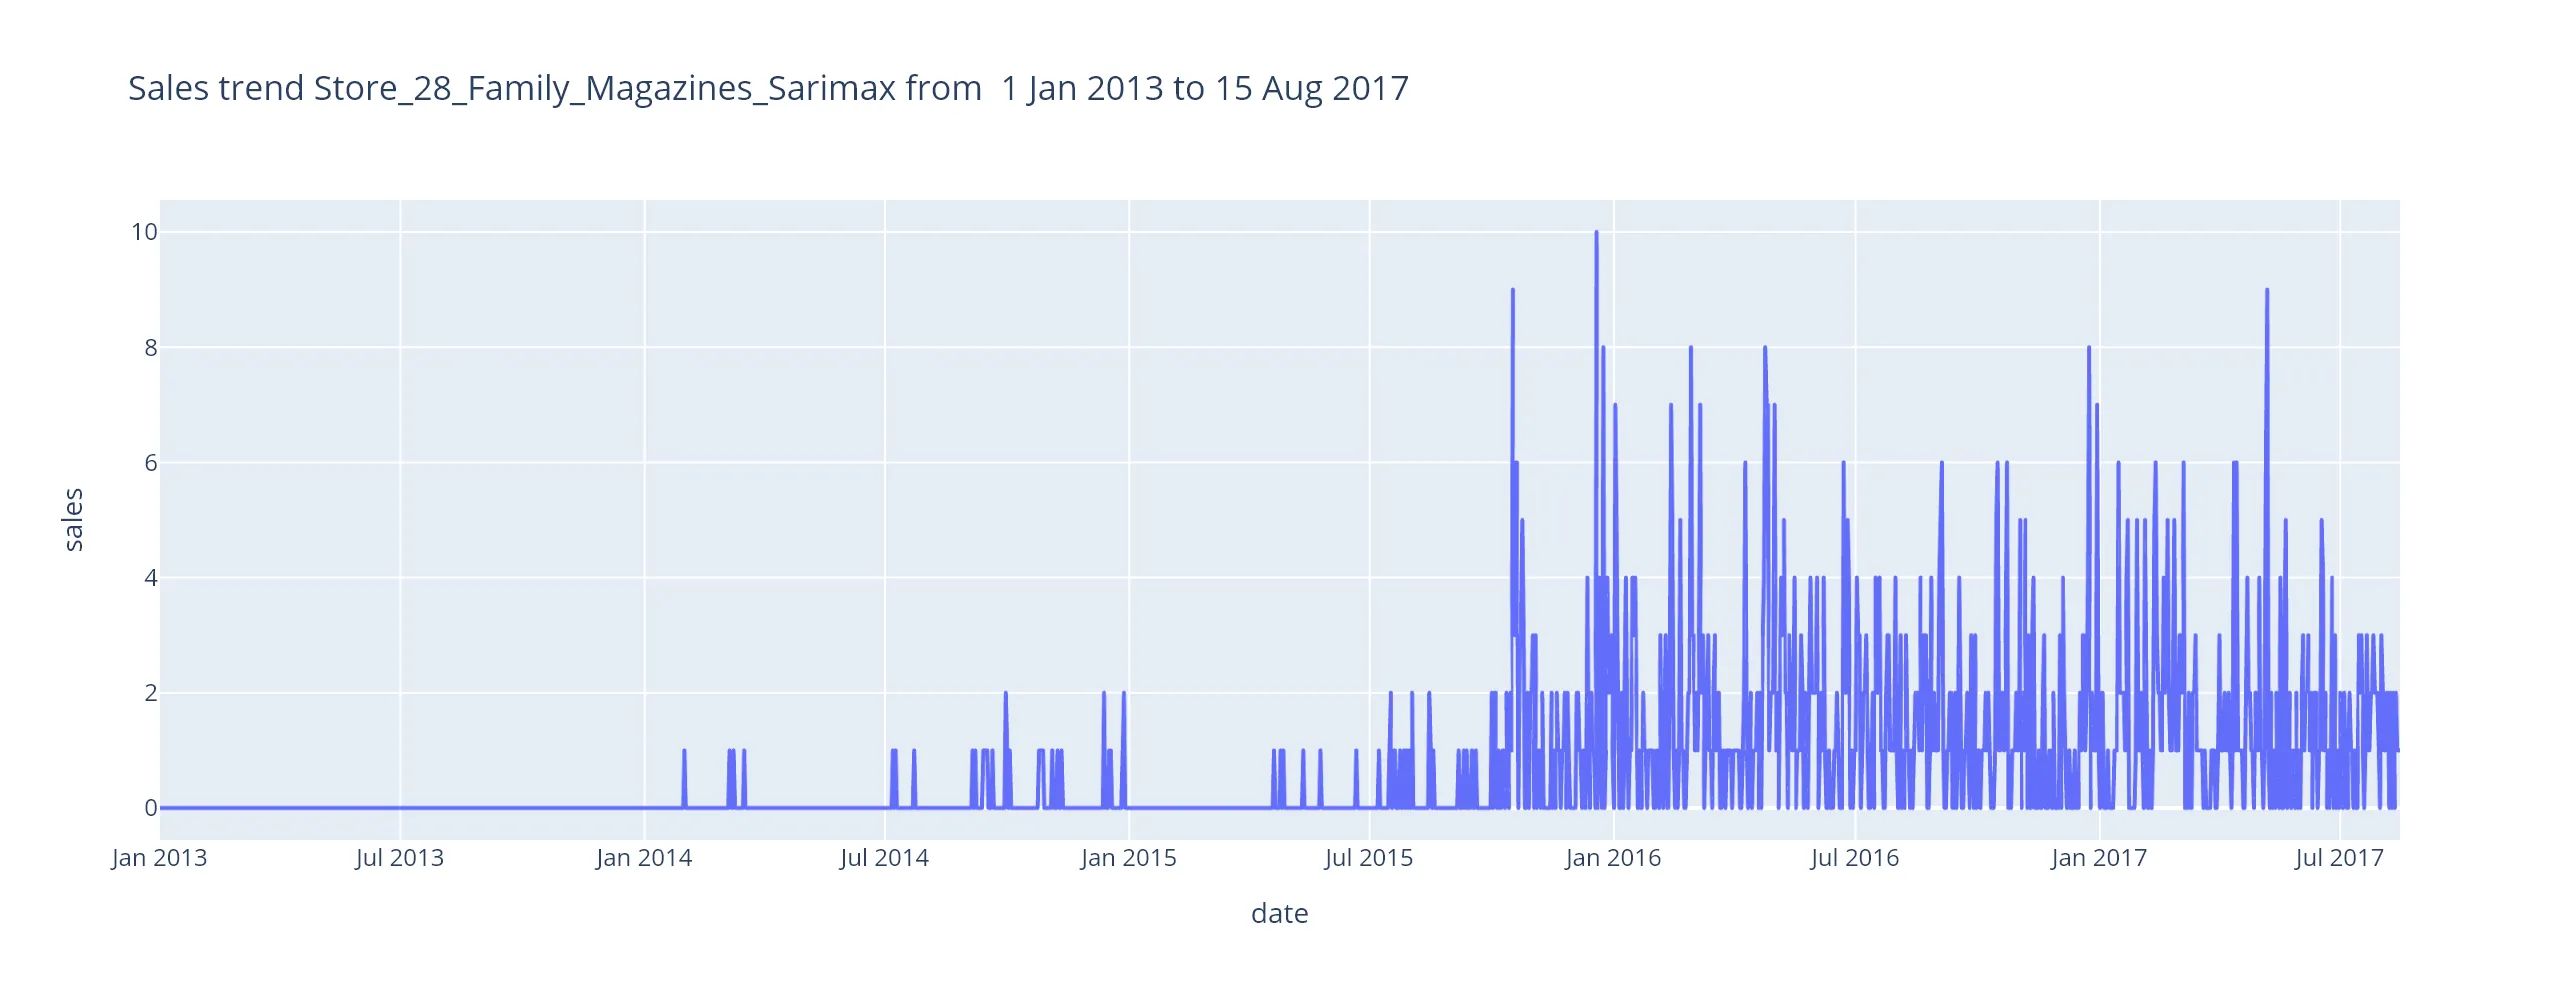 Sales trend Store_28_Family_Magazines_Sarimax from  1 Jan 2013 to 15 Aug 2017
10
8
6
4
2
0
sales
Jan 2013 Jul 2013 Jan 2014 Jul 2014 Jan 2015 Jul 2015 Jan 2016 Jul 2016 Jan 2017 Jul 2017
date